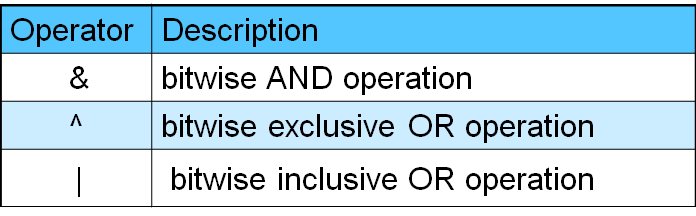 Operator Description
& bitwise AND operation
^ bitwise exclusive OR operation
| bitwise inclusive OR operation